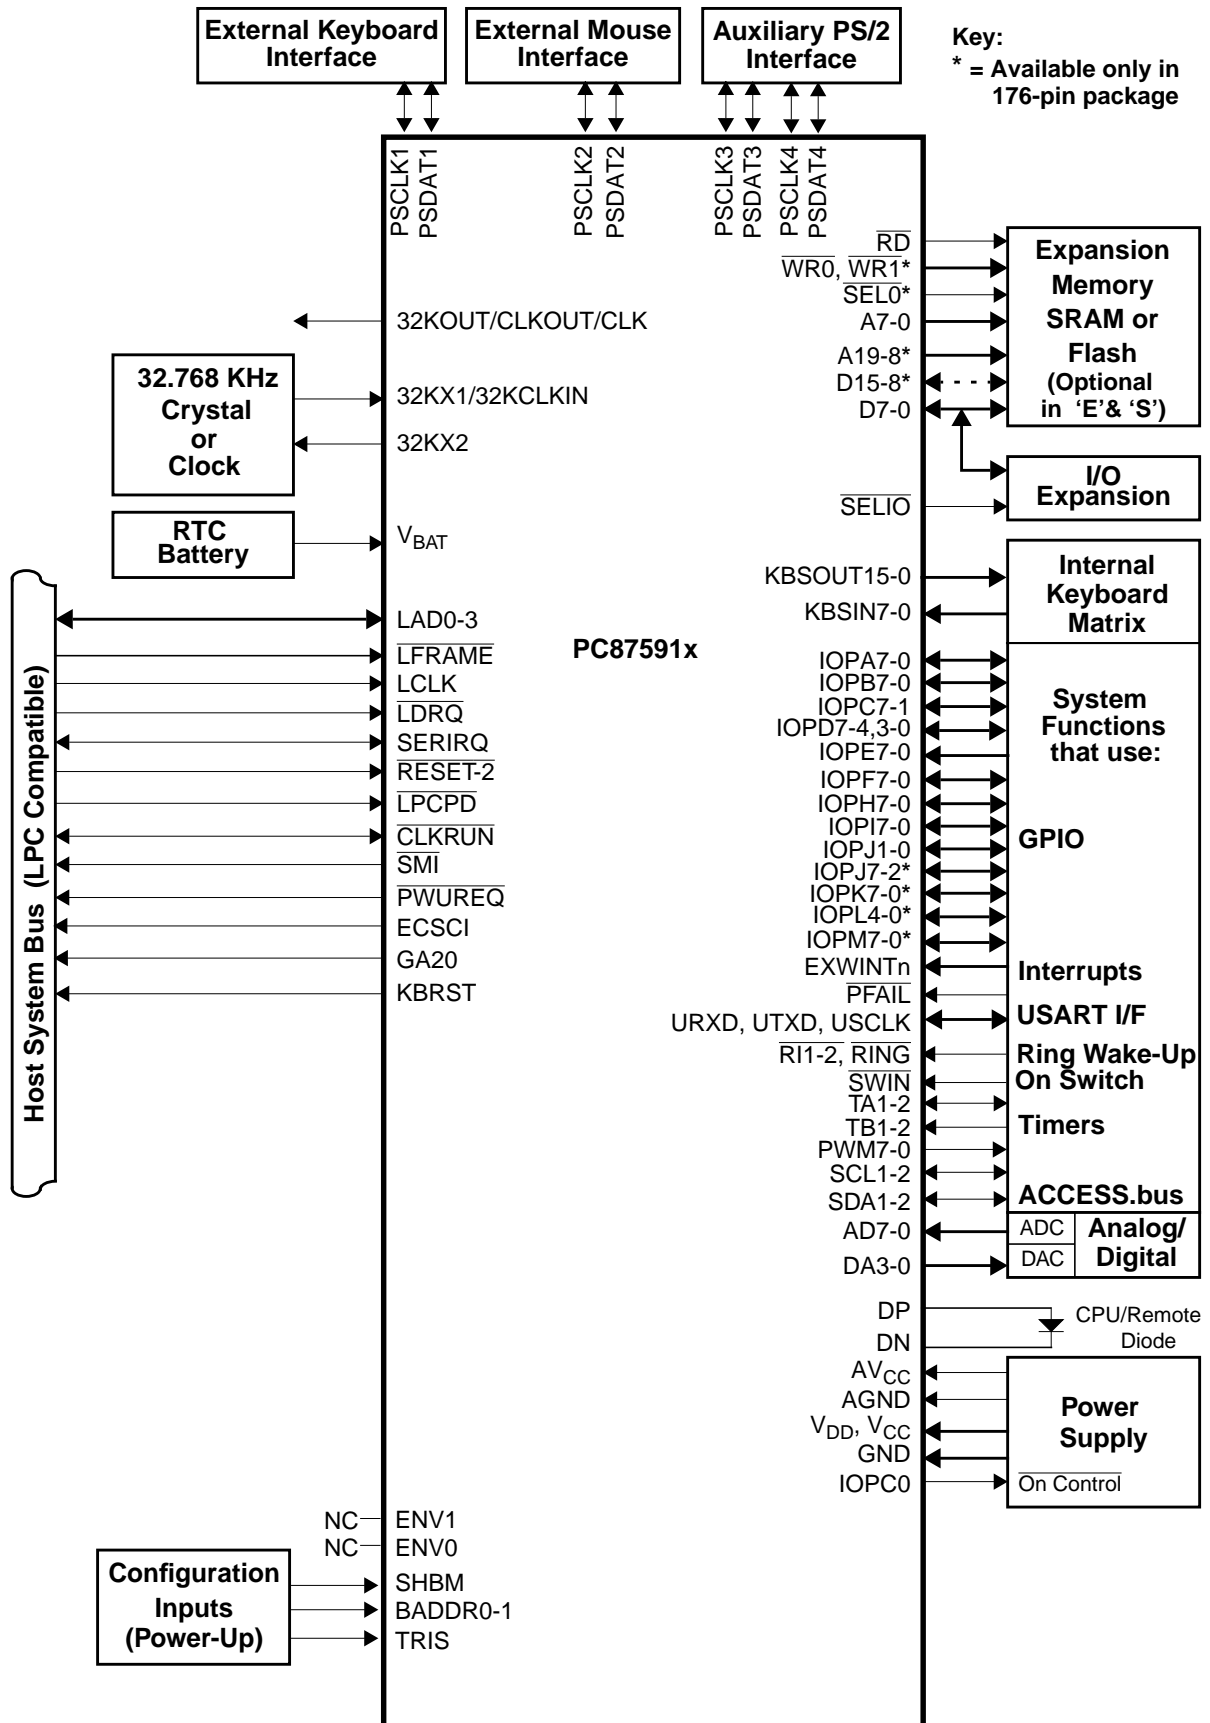 External Keyboard
Interface
External Mouse
Interface
Auxiliary PS/2
Interface
Key:
* = Available only in
176-pin package
PSCLK1
PSDAT1
PSCLK2
PSDAT2
PSCLK3
PSDAT3
PSCLK4
PSDAT4
RD
WR0, WR1*
SEL0*
A7-0
A19-8*
D15-8*
D7-0
Expansion
Memory
SRAM or
Flash
(Optional
in 'E'& 'S')
SELIO
I/O
Expansion
32KOUT/CLKOUT/CLK
32.768 KHz
Crystal
or
Clock
32KX1/32KCLKIN
32KX2
RTC
Battery
VBAT
KBSOUT15-0
KBSIN7-0
Internal
Keyboard
Matrix
PC87591x
Host System Bus (LPC Compatible)
LAD0-3
LFRAME
LCLK
LDRQ
SERIRQ
RESET-2
LPCPD
CLKRUN
SMI
PWUREQ
ECSCI
GA20
KBRST
IOPA7-0
IOPB7-0
IOPC7-1
IOPD7-4,3-0
IOPE7-0
IOPF7-0
IOPH7-0
IOPI7-0
IOPJ1-0
IOPJ7-2*
IOPK7-0*
IOPL4-0*
IOPM7-0*
EXWINTn
PFAIL
URXD, UTXD, USCLK
RI1-2, RING
SWIN
TA1-2
TB1-2
PWM7-0
SCL1-2
SDA1-2
AD7-0
DA3-0
System
Functions
that use:
GPIO
Interrupts
USART I/F
Ring Wake-Up
On Switch
Timers
ACCESS.bus
ADC
DAC
Analog/
Digital
DP
DN
CPU/Remote
Diode
AVCC
AGND
VDD, VCC
GND
IOPC0
Power
Supply
On Control
NC
ENV1
NC
ENV0
Configuration
Inputs
(Power-Up)
SHBM
BADDR0-1
TRIS